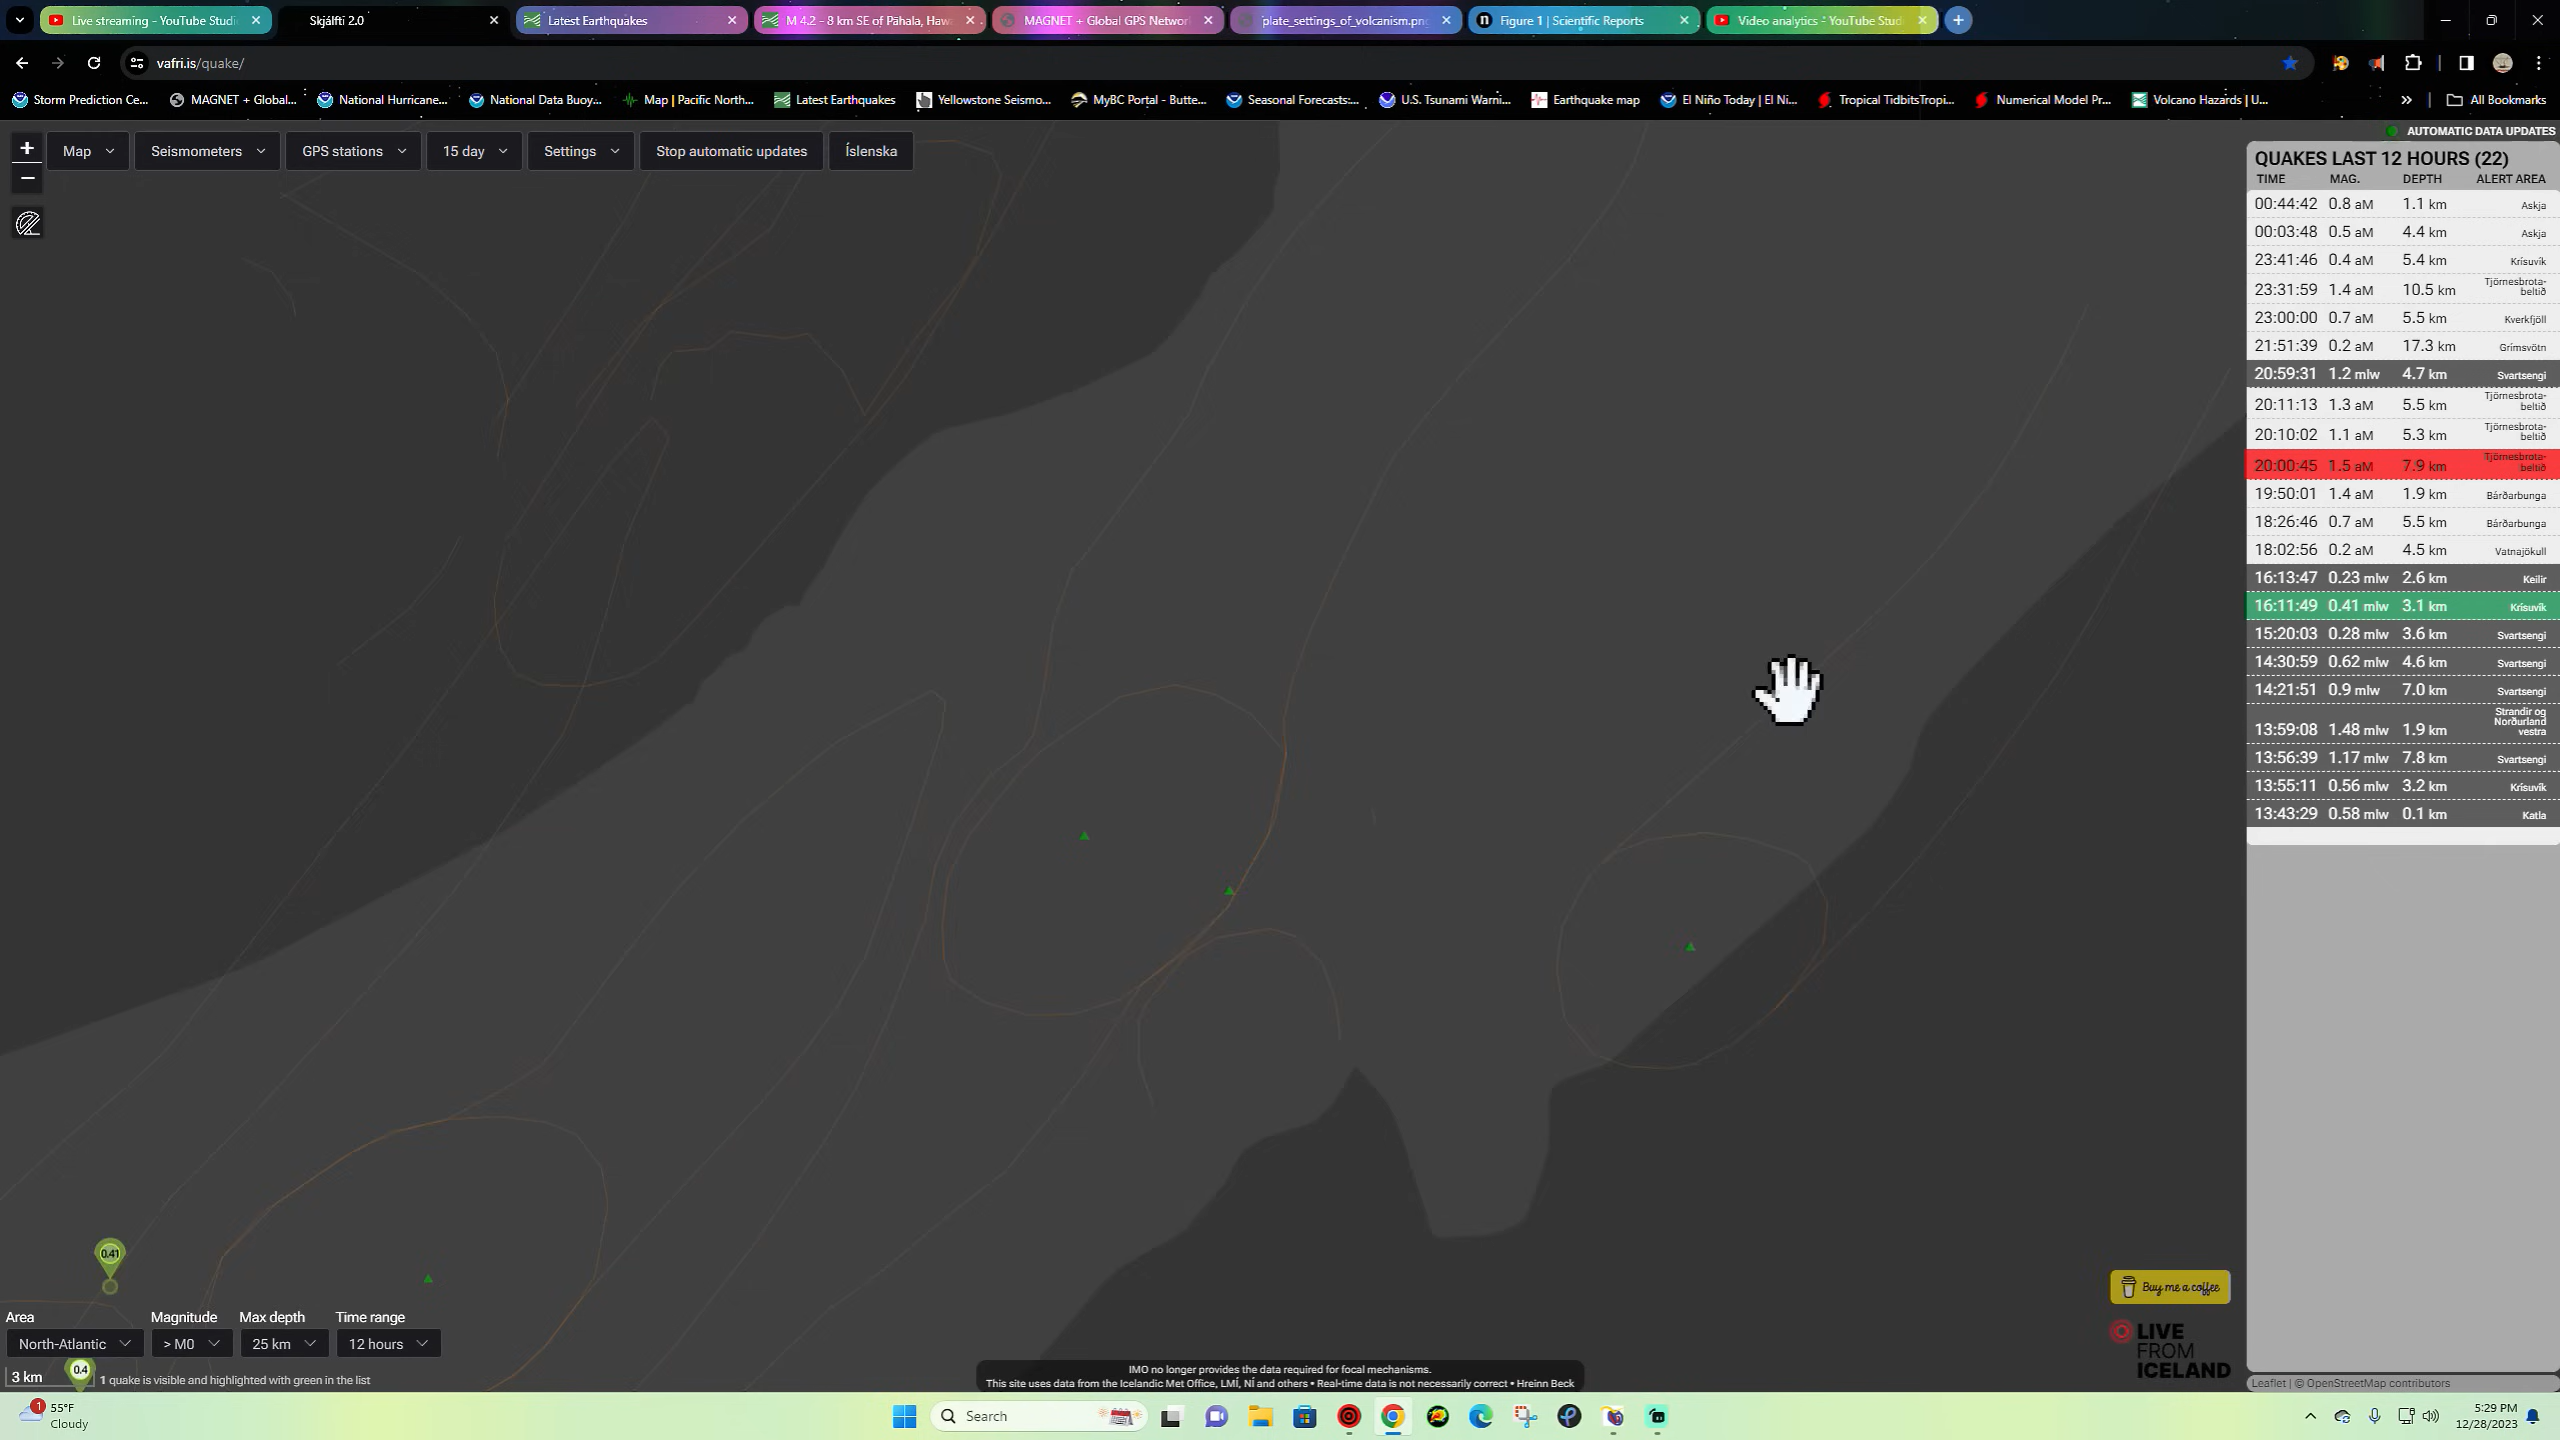 Live streaming - YouTube Studi
Skjálfti 2.0
Latest Earthquakes
M 4.2 - 8 km SE of Pāhala, Haw
MAGNET + Global GPS Networ
plate_settings_of_volcanism.pn
Figure 1 | Scientific Reports
Video analytics - YouTube Stud
vafri.is/quake/
Storm Prediction Ce...
MAGNET + Global...
National Hurricane...
National Data Buoy...
Map | Pacific North...
Latest Earthquakes
Yellowstone Seismo...
MyBC Portal - Butte...
Seasonal Forecasts:...
U.S. Tsunami Warni...
Earthquake map
El Niño Today | El Ni...
Tropical TidbitsTropi...
Numerical Model Pr...
Volcano Hazards | U...
All Bookmarks
+
−
Map
Seismometers
GPS stations
15 day
Settings
Stop automatic updates
Íslenska
AUTOMATIC DATA UPDATES
QUAKES LAST 12 HOURS (22)
TIME MAG. DEPTH ALERT AREA
00:44:42 0.8 aM 1.1 km Askja
00:03:48 0.5 aM 4.4 km Askja
23:41:46 0.4 aM 5.4 km Krísuvík
23:31:59 1.4 aM 10.5 km Tjörnesbrota-
beltið
23:00:00 0.7 aM 5.5 km Kverkfjöll
21:51:39 0.2 aM 17.3 km Grímsvötn
20:59:31 1.2 mlw 4.7 km Svartsengi
20:11:13 1.3 aM 5.5 km Tjörnesbrota-
beltið
20:10:02 1.1 aM 5.3 km Tjörnesbrota-
beltið
20:00:45 1.5 aM 7.9 km Tjörnesbrota-
beltið
19:50:01 1.4 aM 1.9 km Bárðarbunga
18:26:46 0.7 aM 5.5 km Bárðarbunga
18:02:56 0.2 aM 4.5 km Vatnajökull
16:13:47 0.23 mlw 2.6 km Keilir
16:11:49 0.41 mlw 3.1 km Krísuvík
15:20:03 0.28 mlw 3.6 km Svartsengi
14:30:59 0.62 mlw 4.6 km Svartsengi
14:21:51 0.9 mlw 7.0 km Svartsengi
Strandir og
Norðurland
13:59:08 1.48 mlw 1.9 km vestra
13:56:39 1.17 mlw 7.8 km Svartsengi
13:55:11 0.56 mlw 3.2 km Krísuvík
13:43:29 0.58 mlw 0.1 km Katla
0.41
Buy me a coffee
LIVE
FROM
ICELAND
Area Magnitude Max depth Time range
North-Atlantic > M0 25 km 12 hours
3 km
0.4
1 quake is visible and highlighted with green in the list
IMO no longer provides the data required for focal mechanisms.
This site uses data from the Icelandic Met Office, LMÍ, NÍ and others • Real-time data is not necessarily correct • Hreinn Beck
Leaflet | © OpenStreetMap contributors
1
55°F
Cloudy
Search
5:29 PM
12/28/2023